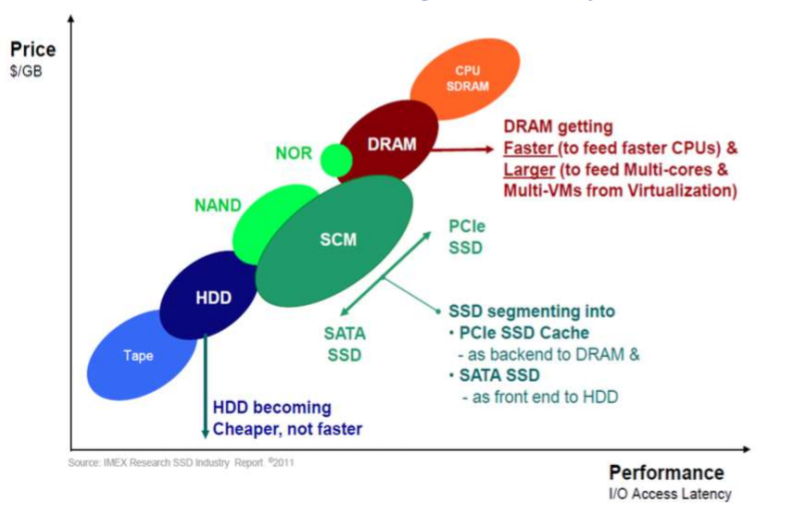 Price
$/GB
CPU
SDRAM
DRAM
NOR
DRAM getting
Faster (to feed faster CPUs) &
Larger (to feed Multi-cores &
Multi-VMs from Virtualization)
NAND
SCM
PCIe
SSD
HDD
SATA
SSD
SSD segmenting into
• PCIe SSD Cache
- as backend to DRAM &
• SATA SSD
- as front end to HDD
Tape
HDD becoming
Cheaper, not faster
Source: IMEX Research SSD Industry Report ©2011
Performance
I/O Access Latency